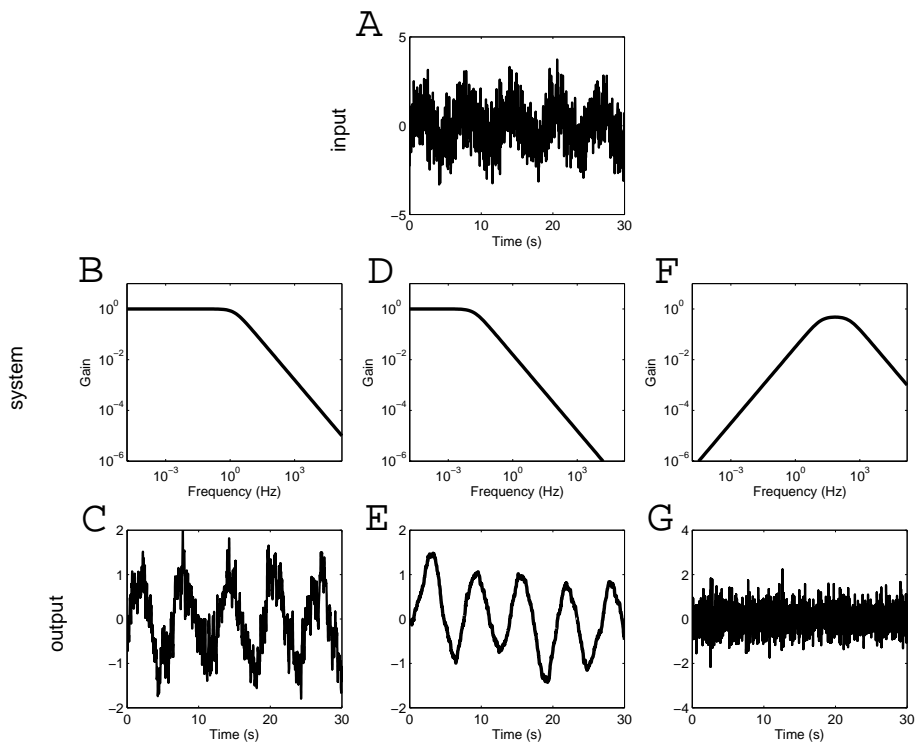 A
5
0
−5
0 10 20 30
Time (s)
input
B
10^0
10^−2
10^−4
10^−6
Gain
10^−3 10^0 10^3
Frequency (Hz)
D
10^0
10^−2
10^−4
10^−6
Gain
10^−3 10^0 10^3
Frequency (Hz)
F
10^0
10^−2
10^−4
10^−6
Gain
10^−3 10^0 10^3
Frequency (Hz)
system
C
2
1
0
−1
−2
0 10 20 30
Time (s)
E
2
1
0
−1
−2
0 10 20 30
Time (s)
G
4
2
0
−2
−4
0 10 20 30
Time (s)
output